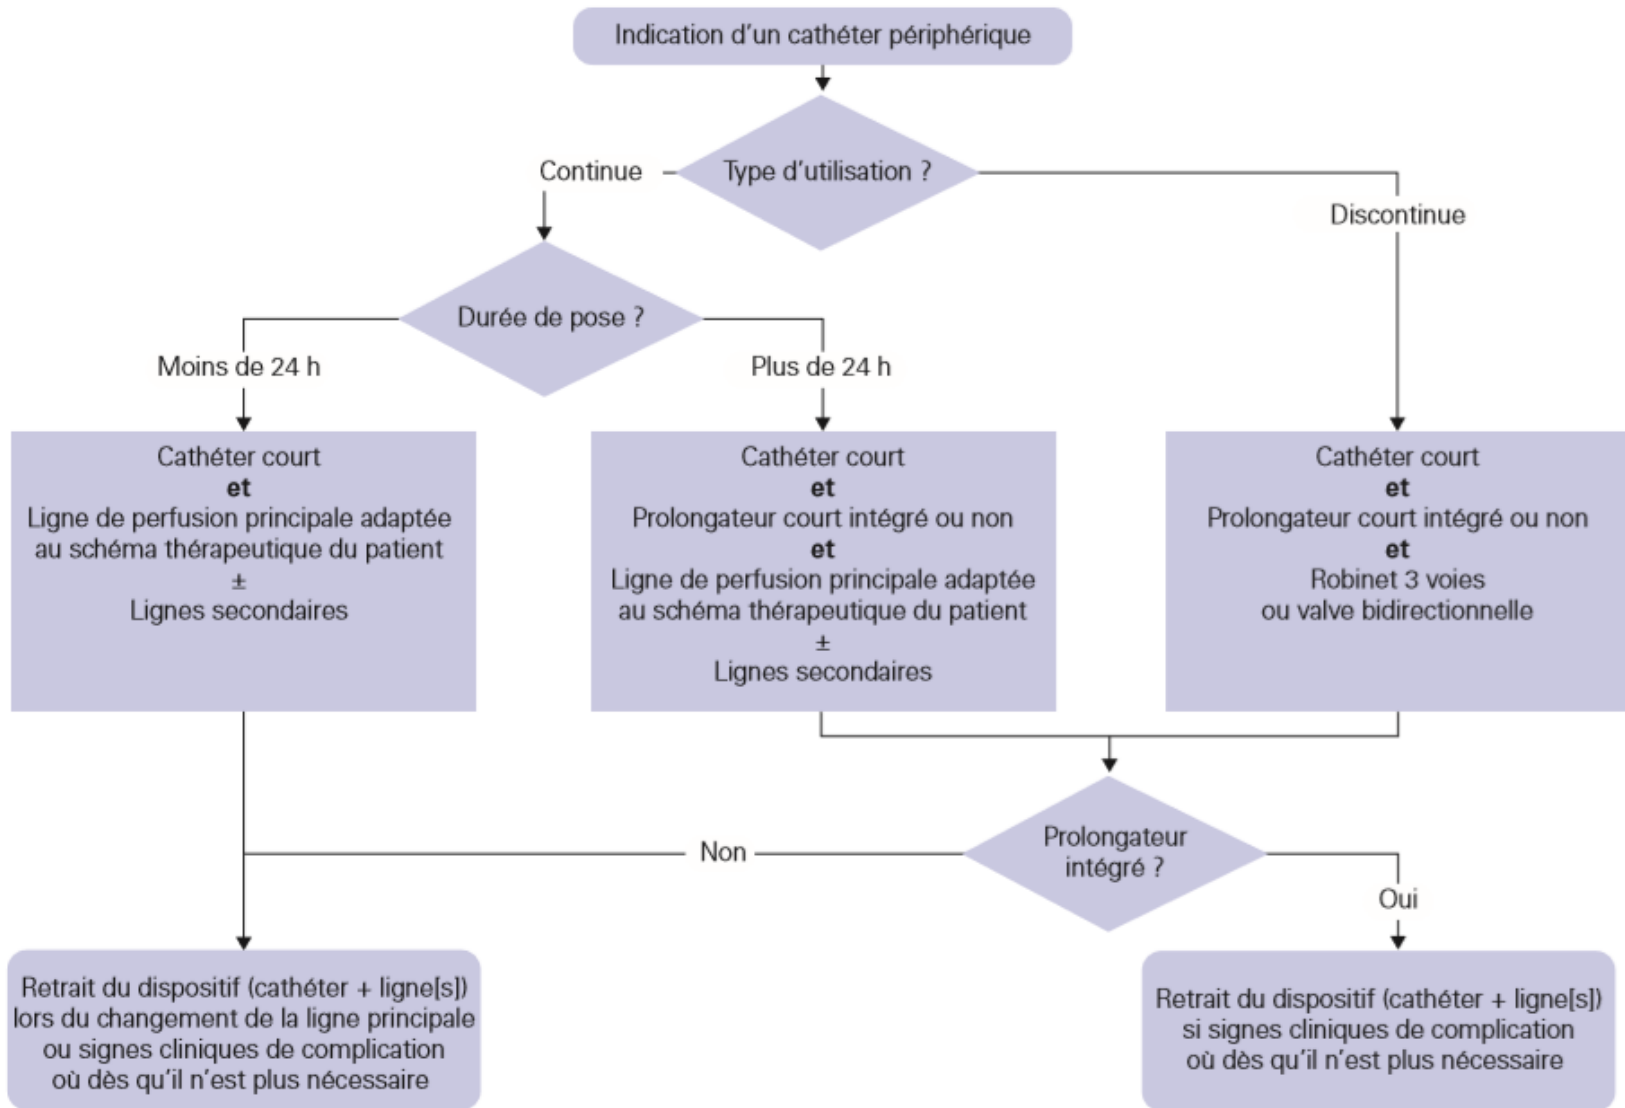 Indication d'un cathéter périphérique
Type d'utilisation ?
Continue
Discontinue
Durée de pose ?
Moins de 24 h
Plus de 24 h
Cathéter court
et
Ligne de perfusion principale adaptée
au schéma thérapeutique du patient
±
Lignes secondaires
Cathéter court
et
Prolongateur court intégré ou non
et
Ligne de perfusion principale adaptée
au schéma thérapeutique du patient
±
Lignes secondaires
Cathéter court
et
Prolongateur court intégré ou non
et
Robinet 3 voies
ou valve bidirectionnelle
Prolongateur
intégré ?
Non
Oui
Retrait du dispositif (cathéter + ligne[s])
lors du changement de la ligne principale
ou signes cliniques de complication
où dès qu'il n'est plus nécessaire
Retrait du dispositif (cathéter + ligne[s])
si signes cliniques de complication
où dès qu'il n'est plus nécessaire